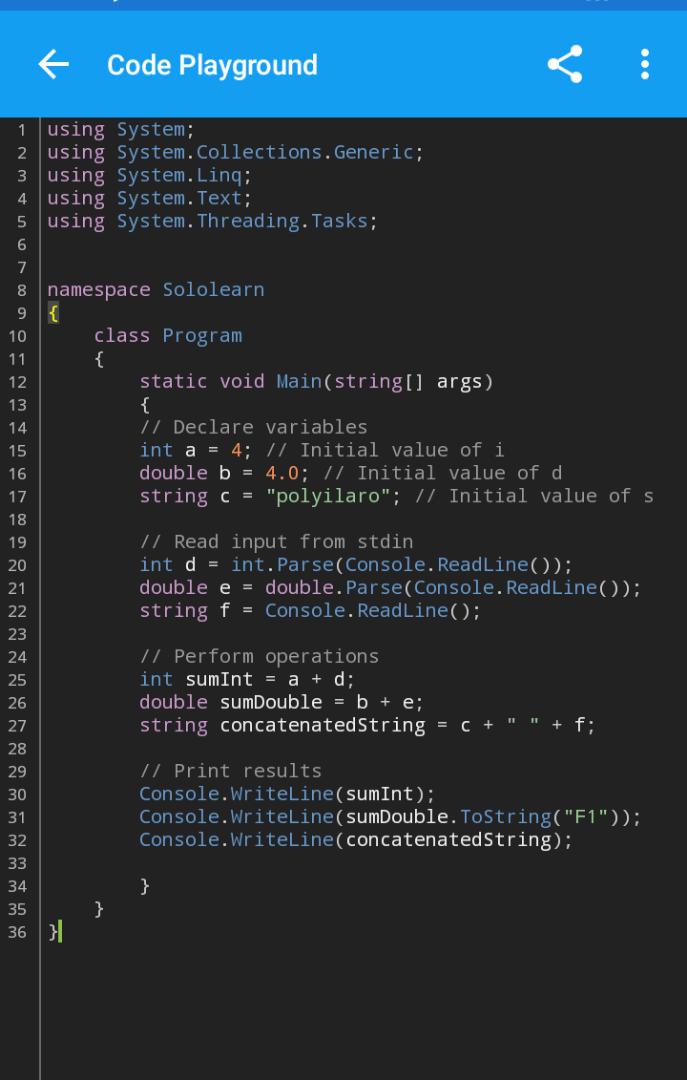 Code Playground
1 using System;
2 using System.Collections.Generic;
3 using System.Linq;
4 using System.Text;
5 using System.Threading.Tasks;
6
7
8 namespace Sololearn
9 {
10     class Program
11     {
12         static void Main(string[] args)
13         {
14         // Declare variables
15         int a = 4; // Initial value of i
16         double b = 4.0; // Initial value of d
17         string c = "polyilaro"; // Initial value of s
18
19         // Read input from stdin
20         int d = int.Parse(Console.ReadLine());
21         double e = double.Parse(Console.ReadLine());
22         string f = Console.ReadLine();
23
24         // Perform operations
25         int sumInt = a + d;
26         double sumDouble = b + e;
27         string concatenatedString = c + " " + f;
28
29         // Print results
30         Console.WriteLine(sumInt);
31         Console.WriteLine(sumDouble.ToString("F1"));
32         Console.WriteLine(concatenatedString);
33
34         }
35     }
36 }